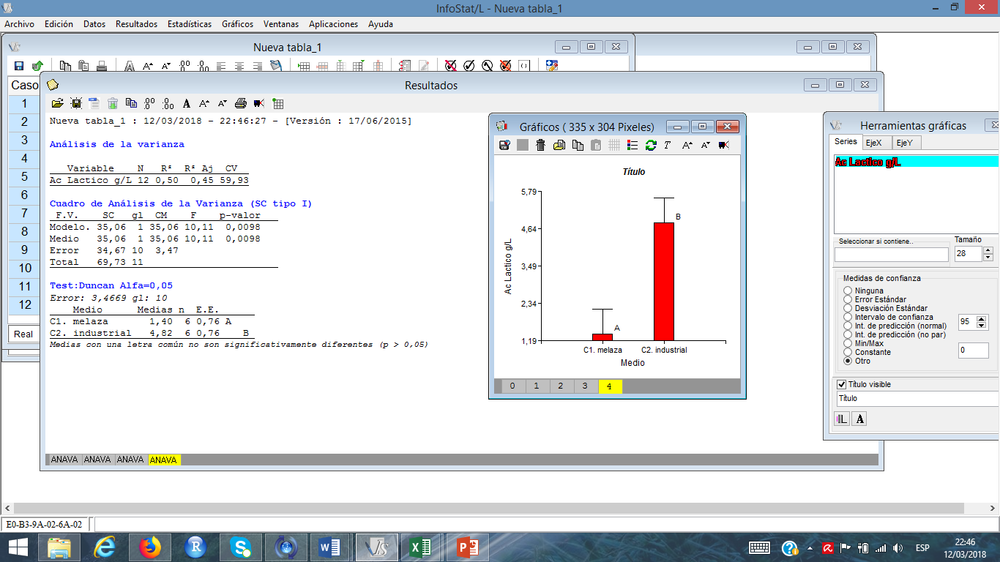 InfoStat/L - Nueva tabla_1
Archivo Edición Datos Resultados Estadísticas Gráficos Ventanas Aplicaciones Ayuda
Nueva tabla_1
Caso
1
2
3
4
5
6
7
8
9
10
11
12
Real
Resultados
Nueva tabla_1 : 12/03/2018 - 22:46:27 - [Versión : 17/06/2015]
Análisis de la varianza
Variable N R² R² Aj CV
Ac Lactico g/L 12 0,50 0,45 59,93
Cuadro de Análisis de la Varianza (SC tipo I)
F.V. SC gl CM F p-valor
Modelo. 35,06 1 35,06 10,11 0,0098
Medio 35,06 1 35,06 10,11 0,0098
Error 34,67 10 3,47
Total 69,73 11
Test:Duncan Alfa=0,05
Error: 3,4669 gl: 10
Medio Medias n E.E.
C1. melaza 1,40 6 0,76 A
C2. industrial 4,82 6 0,76 B
Medias con una letra común no son significativamente diferentes (p > 0,05)
ANAVA ANAVA ANAVA ANAVA
Gráficos ( 335 x 304 Pixeles)
Título
5,79
4,64
3,49
2,34
1,19
Ac Lactico g/L
A
B
C1. melaza C2. industrial
Medio
0 1 2 3 4
Herramientas gráficas
Series EjeX EjeY
Ac Lactico g/L
Seleccionar si contiene..
Tamaño
28
Medidas de confianza
Ninguna
Error Estándar
Desviación Estándar
Intervalo de confianza
Int. de predicción (normal)
95
Int. de predicción (no par)
Min/Max
Constante
0
Otro
Título visible
Título
E0-B3-9A-02-6A-02
ESP
22:46
12/03/2018